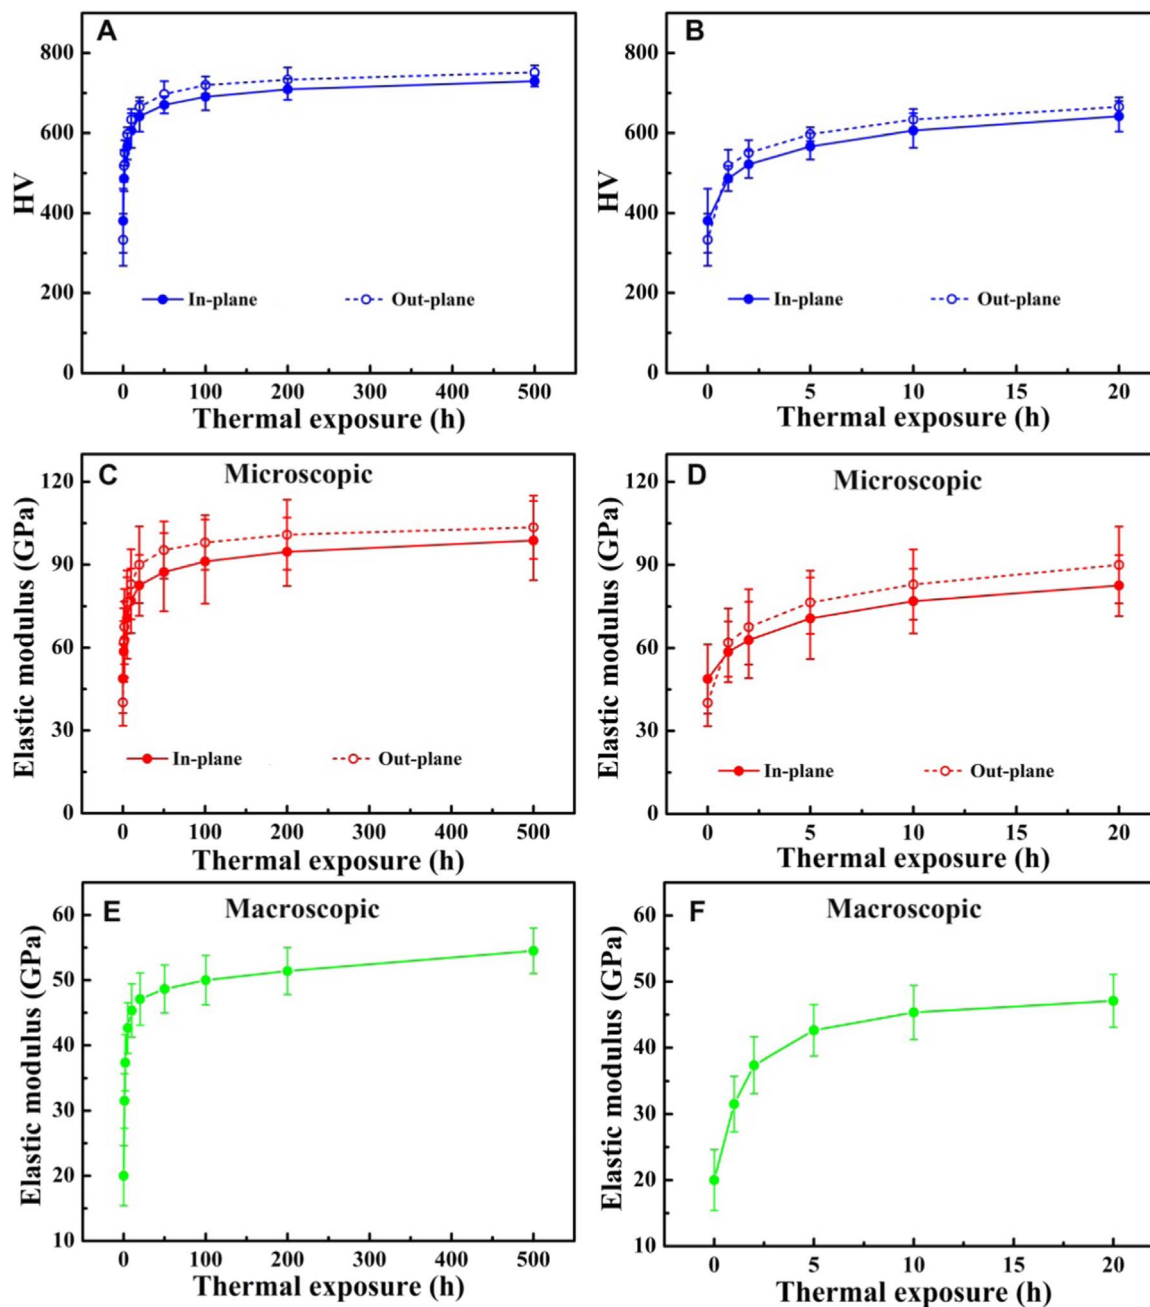 A
HV
800
600
400
200
0
In-plane
Out-plane
0 100 200 300 400 500
Thermal exposure (h)
B
HV
800
600
400
200
0
In-plane
Out-plane
0 5 10 15 20
Thermal exposure (h)
C
Microscopic
Elastic modulus (GPa)
120
90
60
30
0
In-plane
Out-plane
0 100 200 300 400 500
Thermal exposure (h)
D
Microscopic
Elastic modulus (GPa)
120
90
60
30
0
In-plane
Out-plane
0 5 10 15 20
Thermal exposure (h)
E
Macroscopic
Elastic modulus (GPa)
60
50
40
30
20
10
0 100 200 300 400 500
Thermal exposure (h)
F
Macroscopic
Elastic modulus (GPa)
60
50
40
30
20
10
0 5 10 15 20
Thermal exposure (h)